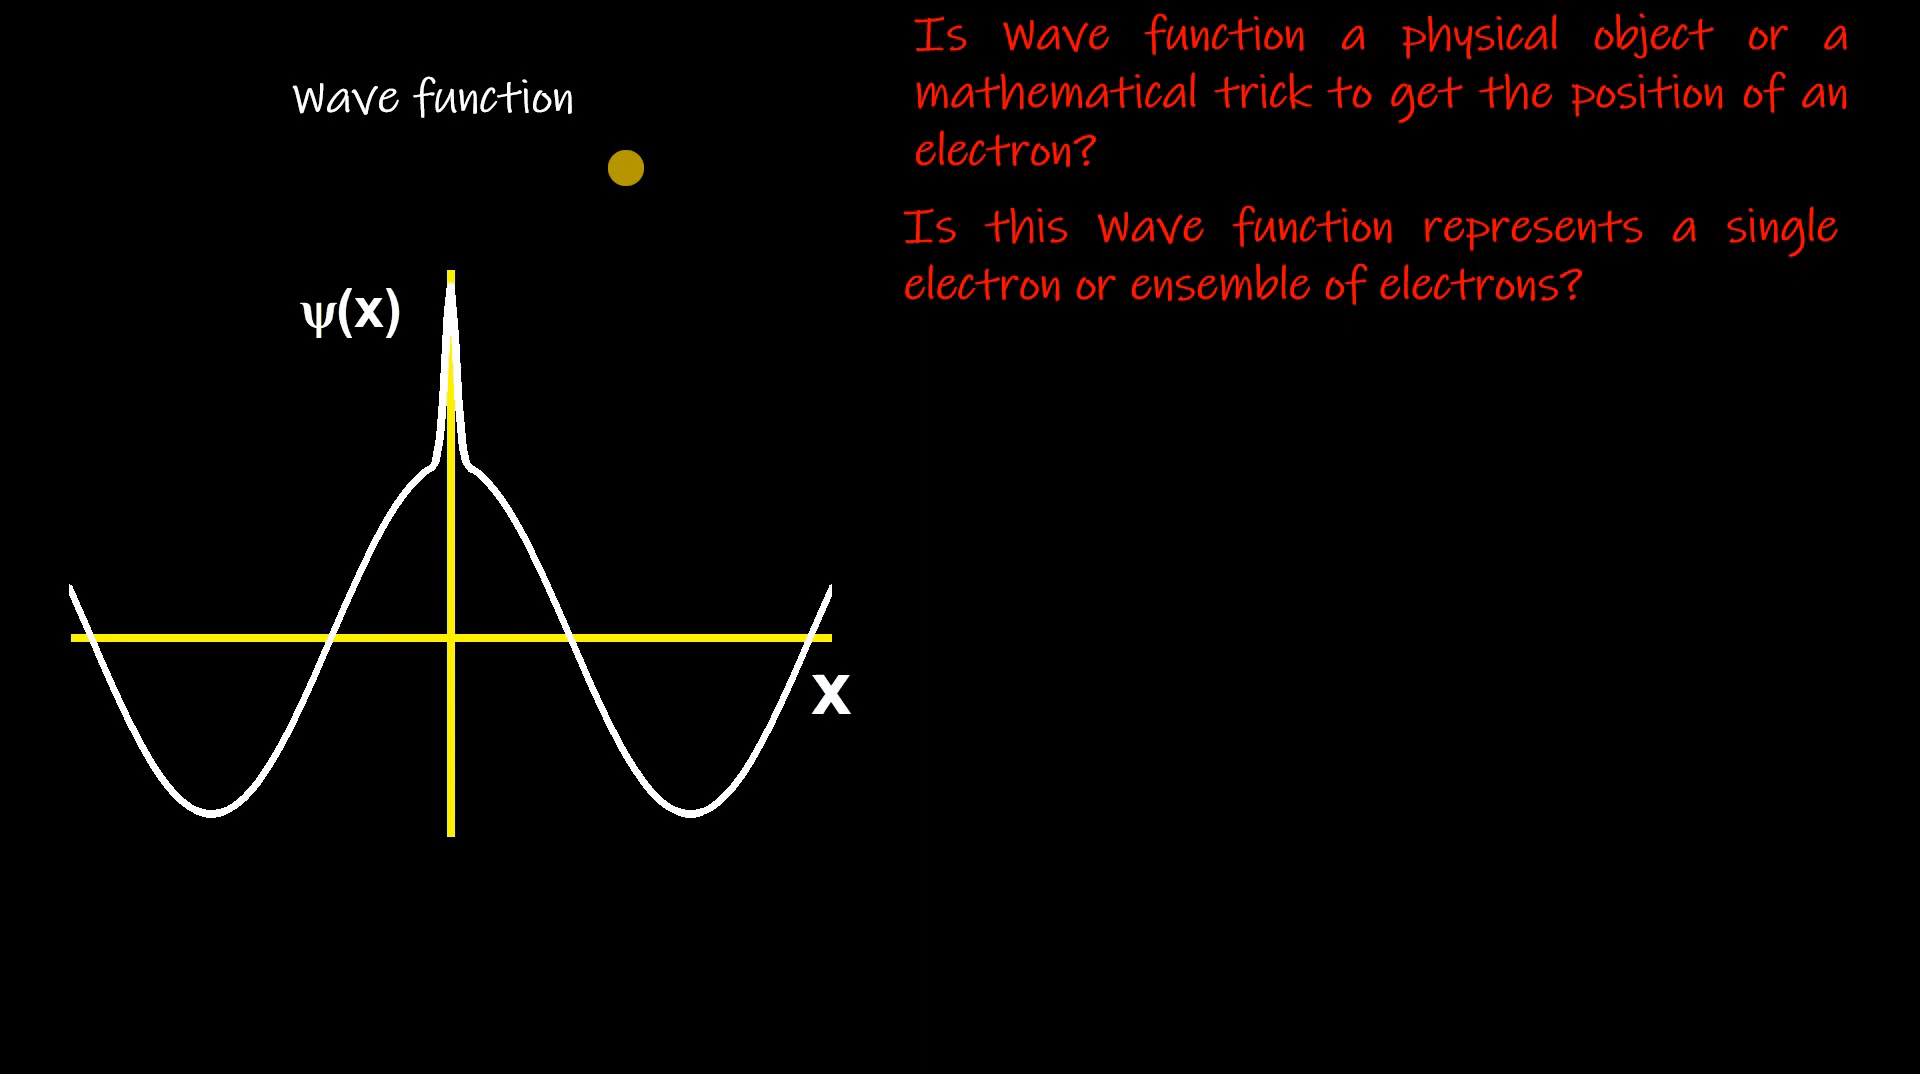 Wave function
Is Wave function a physical object or a
mathematical trick to get the position of an
electron?
Is this Wave function represents a single
electron or ensemble of electrons?
ψ(x)
x